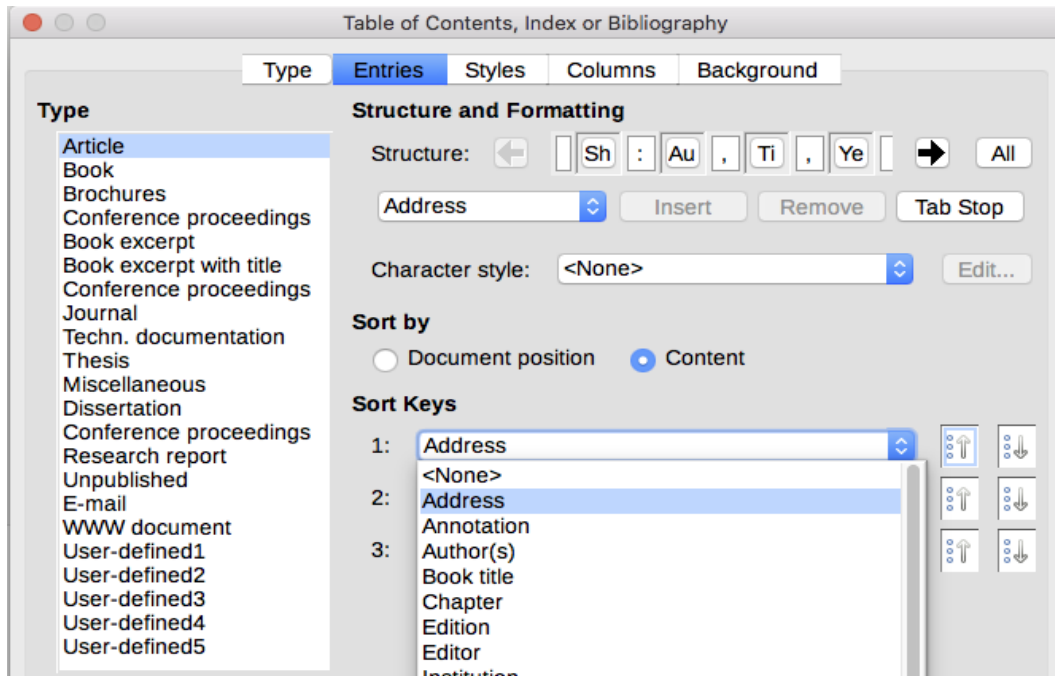 Table of Contents, Index or Bibliography
Type Entries Styles Columns Background
Type
Article
Book
Brochures
Conference proceedings
Book excerpt
Book excerpt with title
Conference proceedings
Journal
Techn. documentation
Thesis
Miscellaneous
Dissertation
Conference proceedings
Research report
Unpublished
E-mail
WWW document
User-defined1
User-defined2
User-defined3
User-defined4
User-defined5
Structure and Formatting
Structure: Sh : Au , Ti , Ye All
Address Insert Remove Tab Stop
Character style: <None> Edit...
Sort by
Document position Content
Sort Keys
1: Address
<None>
2: Address
Annotation
3: Author(s)
Book title
Chapter
Edition
Editor
Institution